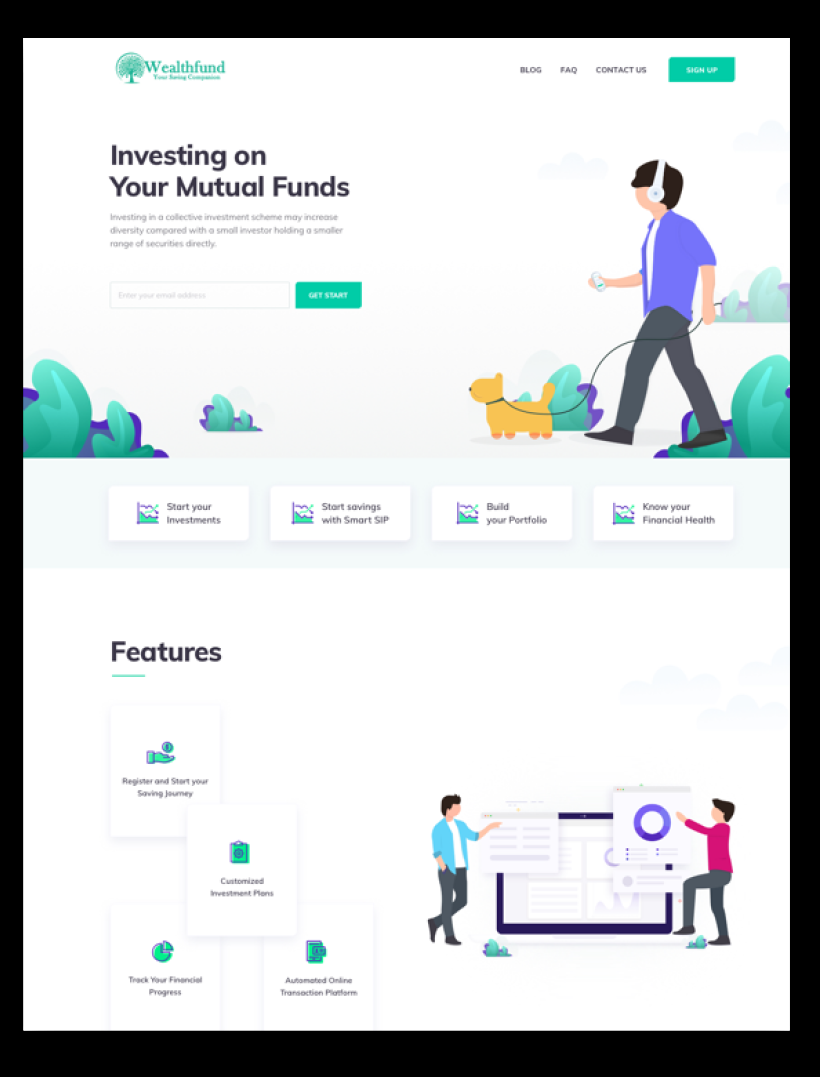 Wealthfund
Your Saving Companion
BLOG FAQ CONTACT US SIGN UP
Investing on
Your Mutual Funds
Investing in a collective investment scheme may increase
diversity compared with a small investor holding a smaller
range of securities directly.
Enter your email address GET START
Start your
Investments
Start savings
with Smart SIP
Build
your Portfolio
Know your
Financial Health
Features
Register and Start your
Saving Journey
Customized
Investment Plans
Track Your Financial
Progress
Automated Online
Transaction Platform